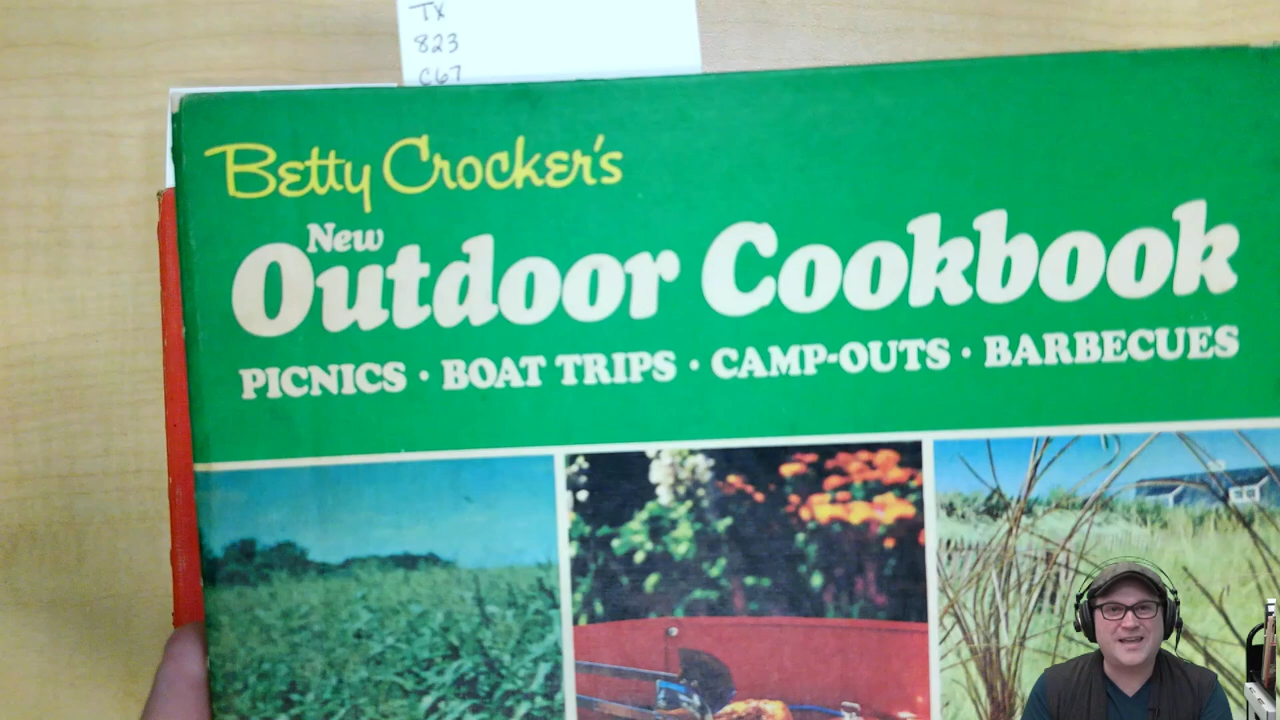 TX
823
C67
Betty Crocker's
New
Outdoor Cookbook
PICNICS · BOAT TRIPS · CAMP-OUTS · BARBECUES